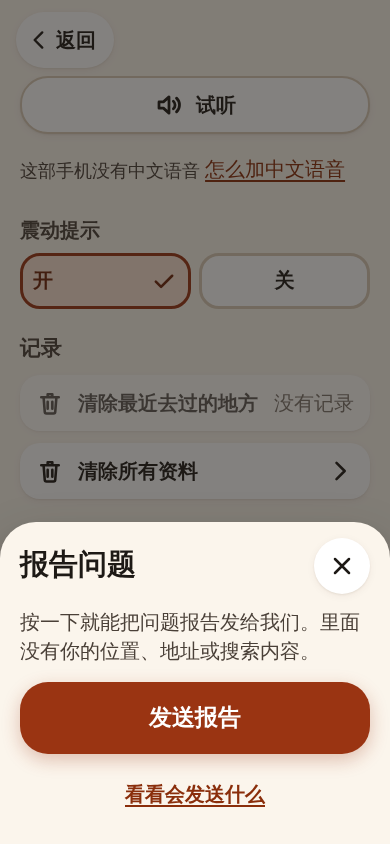 返回
试听
这部手机没有中文语音 怎么加中文语音
震动提示
开
关
记录
清除最近去过的地方 没有记录
清除所有资料
报告问题
按一下就能把问题报告发给我们。里面
没有你的位置、地址或搜索内容。
发送报告
看看会发送什么